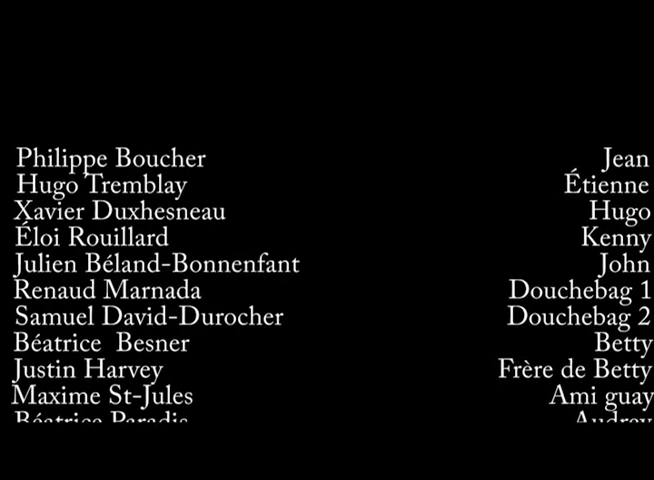 Philippe Boucher Jean
Hugo Tremblay Étienne
Xavier Duxhesneau Hugo
Éloi Rouillard Kenny
Julien Béland-Bonnenfant John
Renaud Marnada Douchebag 1
Samuel David-Durocher Douchebag 2
Béatrice Besner Betty
Justin Harvey Frère de Betty
Maxime St-Jules Ami guay
Béatrice Paradis Audrey